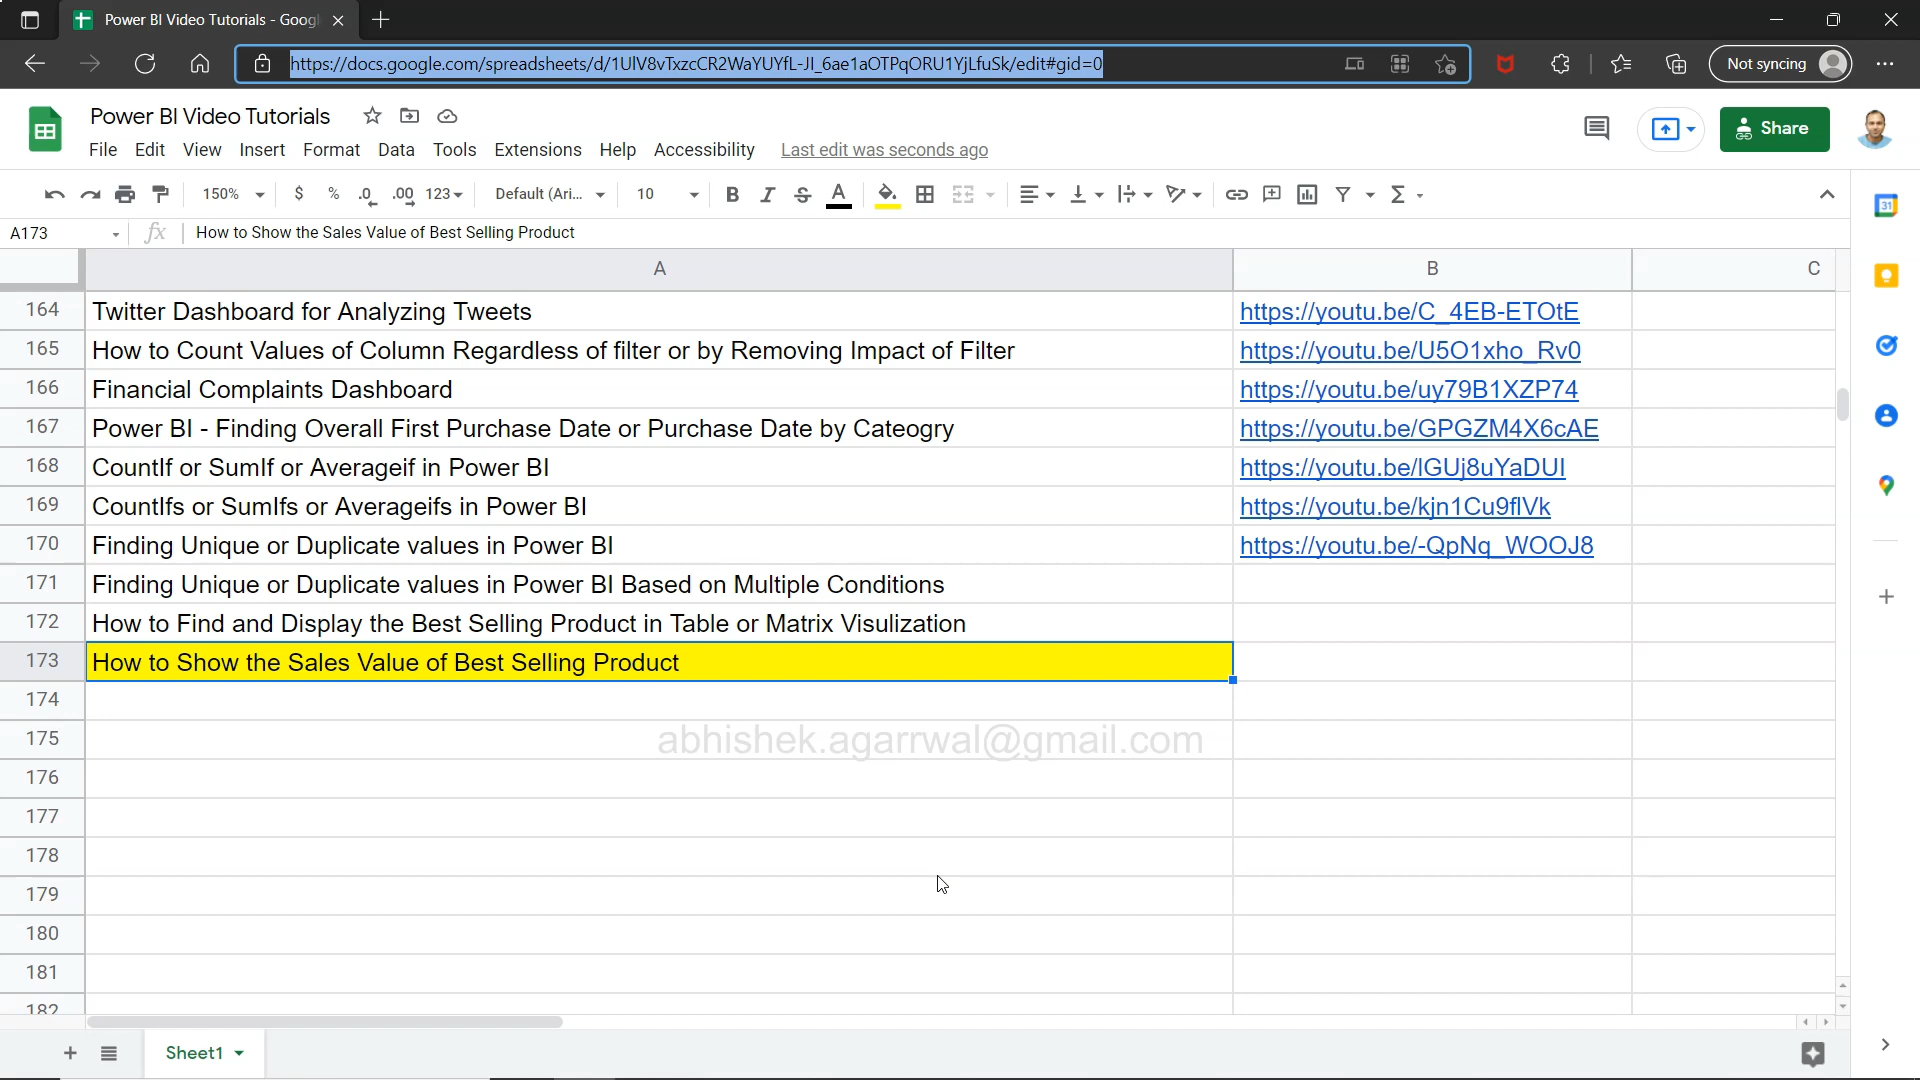 Power BI Video Tutorials - Goog
https://docs.google.com/spreadsheets/d/1UlV8vTxzcCR2WaYUYfL-JI_6ae1aOTPqORU1YjLfuSk/edit#gid=0
Not syncing
Power BI Video Tutorials
File Edit View Insert Format Data Tools Extensions Help Accessibility Last edit was seconds ago
Share
150% $ % .0 .00 123 Default (Ari... 10 B I S A
A173 fx How to Show the Sales Value of Best Selling Product
A B C
164 Twitter Dashboard for Analyzing Tweets https://youtu.be/C_4EB-ETOtE
165 How to Count Values of Column Regardless of filter or by Removing Impact of Filter https://youtu.be/U5O1xho_Rv0
166 Financial Complaints Dashboard https://youtu.be/uy79B1XZP74
167 Power BI - Finding Overall First Purchase Date or Purchase Date by Cateogry https://youtu.be/GPGZM4X6cAE
168 CountIf or SumIf or Averageif in Power BI https://youtu.be/lGUj8uYaDUI
169 CountIfs or SumIfs or Averageifs in Power BI https://youtu.be/kjn1Cu9flVk
170 Finding Unique or Duplicate values in Power BI https://youtu.be/-QpNq_WOOJ8
171 Finding Unique or Duplicate values in Power BI Based on Multiple Conditions
172 How to Find and Display the Best Selling Product in Table or Matrix Visulization
173 How to Show the Sales Value of Best Selling Product
174
175
abhishek.agarrwal@gmail.com
176
177
178
179
180
181
182
Sheet1